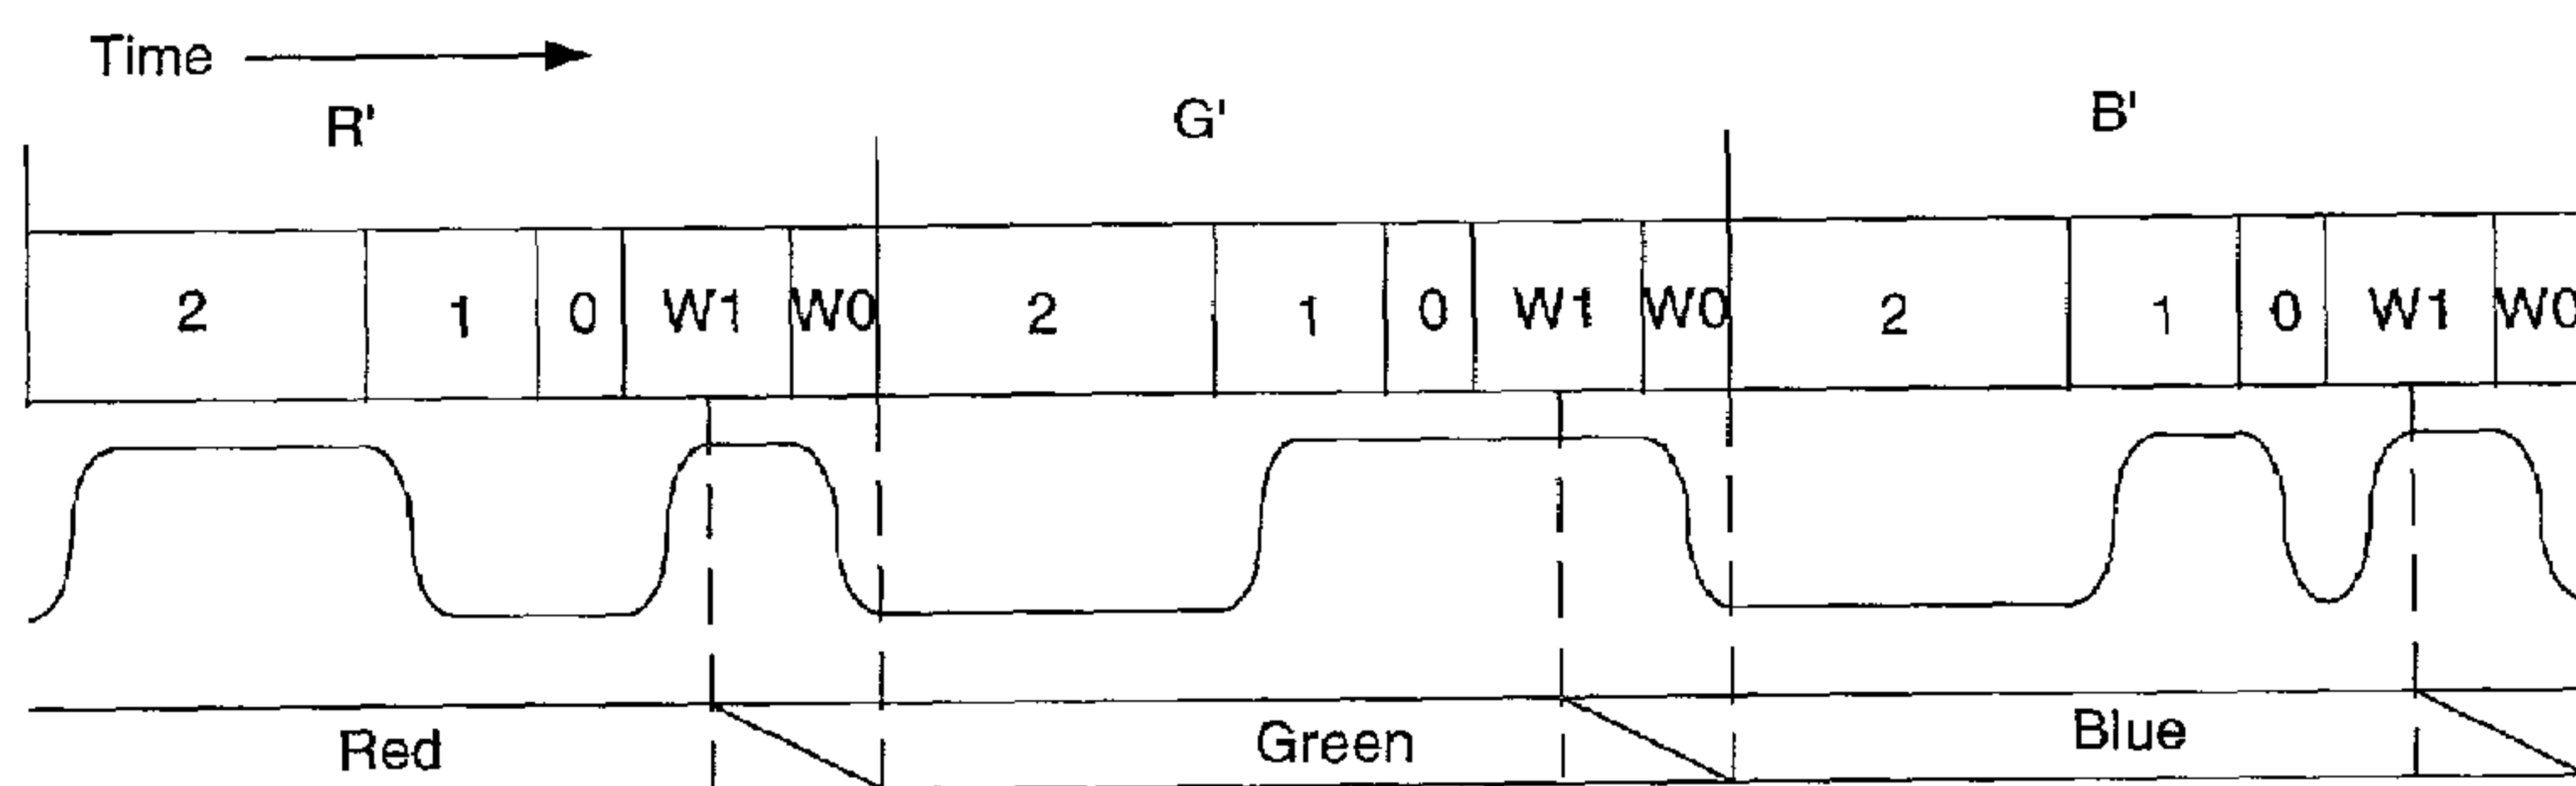 Time
R' G' B'
2 1 0 W1 W0 2 1 0 W1 W0 2 1 0 W1 W0
Red Green Blue